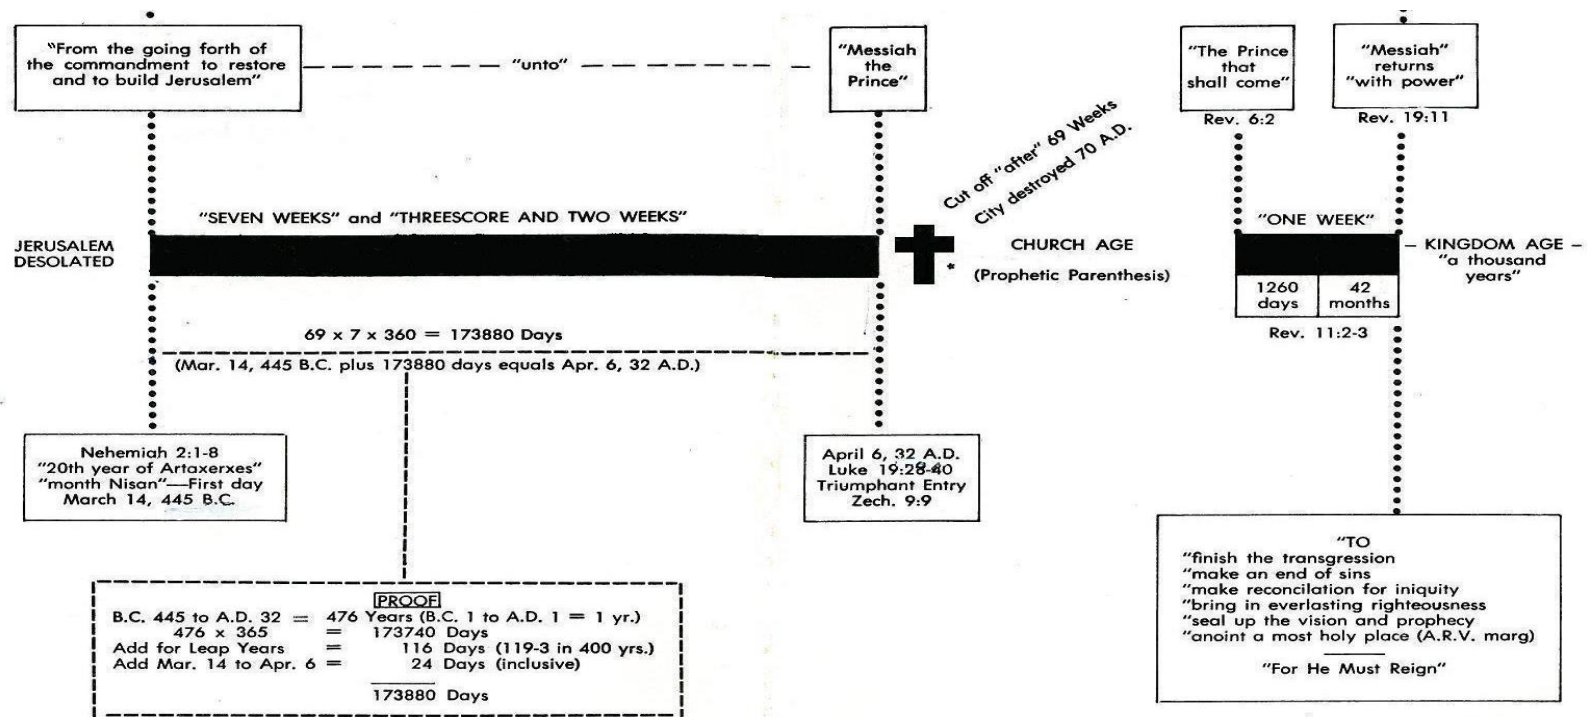 "From the going forth of
the commandment to restore
and to build Jerusalem"
"unto"
"Messiah
the
Prince"
"The Prince
that
shall come"
Rev. 6:2
"Messiah"
returns
"with power"
Rev. 19:11
Cut off "after" 69 Weeks
City destroyed 70 A.D.
"SEVEN WEEKS" and "THREESCORE AND TWO WEEKS"
JERUSALEM
DESOLATED
*
CHURCH AGE
(Prophetic Parenthesis)
"ONE WEEK"
1260
days
42
months
Rev. 11:2-3
– KINGDOM AGE –
"a thousand
years"
69 x 7 x 360 = 173880 Days
(Mar. 14, 445 B.C. plus 173880 days equals Apr. 6, 32 A.D.)
Nehemiah 2:1-8
"20th year of Artaxerxes"
"month Nisan"—First day
March 14, 445 B.C.
April 6, 32 A.D.
Luke 19:28-40
Triumphant Entry
Zech. 9:9
PROOF
B.C. 445 to A.D. 32 = 476 Years (B.C. 1 to A.D. 1 = 1 yr.)
476 x 365 = 173740 Days
Add for Leap Years = 116 Days (119-3 in 400 yrs.)
Add Mar. 14 to Apr. 6 = 24 Days (inclusive)
173880 Days
"TO
"finish the transgression
"make an end of sins
"make reconcilation for iniquity
"bring in everlasting righteousness
"seal up the vision and prophecy
"anoint a most holy place (A.R.V. marg)
"For He Must Reign"